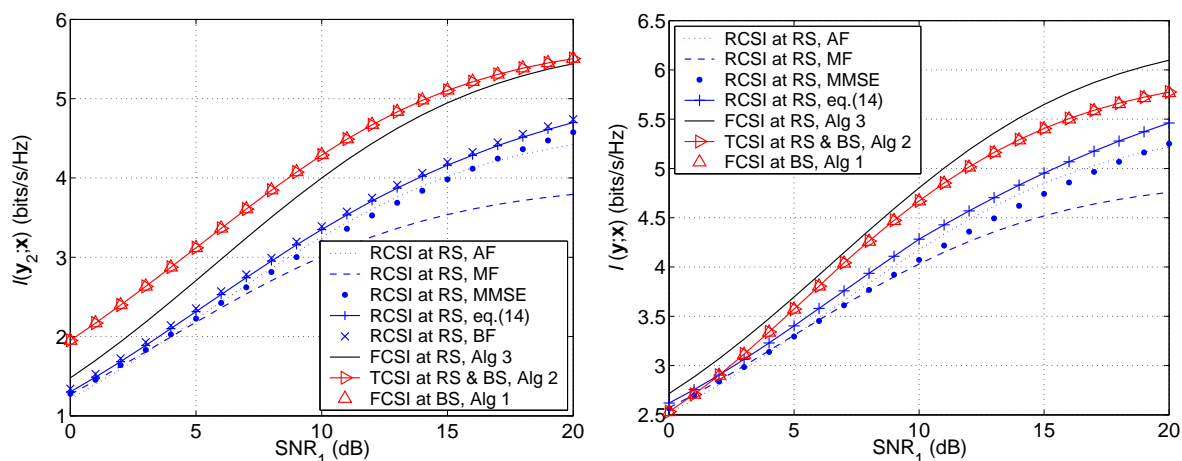 6
5
4
3
2
1
0
5
10
15
20
SNR1 (dB)
I(y2;x) (bits/s/Hz)
RCSI at RS, AF
RCSI at RS, MF
RCSI at RS, MMSE
RCSI at RS, eq.(14)
RCSI at RS, BF
FCSI at RS, Alg 3
TCSI at RS & BS, Alg 2
FCSI at BS, Alg 1
6.5
6
5.5
5
4.5
4
3.5
3
2.5
0
5
10
15
20
SNR1 (dB)
I (y;x) (bits/s/Hz)
RCSI at RS, AF
RCSI at RS, MF
RCSI at RS, MMSE
RCSI at RS, eq.(14)
FCSI at RS, Alg 3
TCSI at RS & BS, Alg 2
FCSI at BS, Alg 1